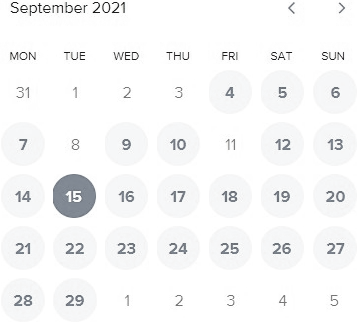 September 2021
MON TUE WED THU FRI SAT SUN
31 1 2 3 4 5 6
7 8 9 10 11 12 13
14 15 16 17 18 19 20
21 22 23 24 25 26 27
28 29 1 2 3 4 5